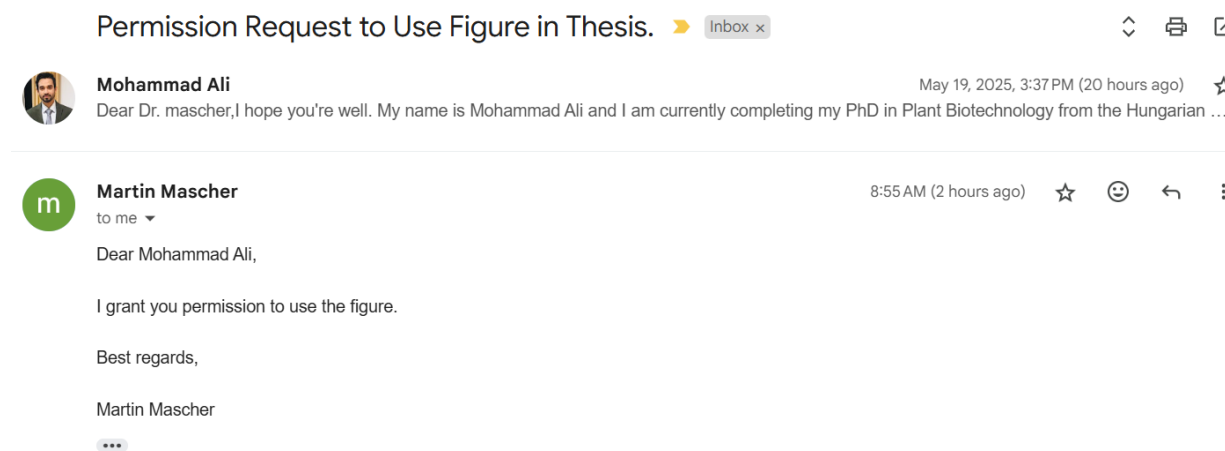 Permission Request to Use Figure in Thesis. Inbox ×
Mohammad Ali May 19, 2025, 3:37 PM (20 hours ago)
Dear Dr. mascher,I hope you're well. My name is Mohammad Ali and I am currently completing my PhD in Plant Biotechnology from the Hungarian …
m
Martin Mascher 8:55 AM (2 hours ago)
to me
Dear Mohammad Ali,
I grant you permission to use the figure.
Best regards,
Martin Mascher